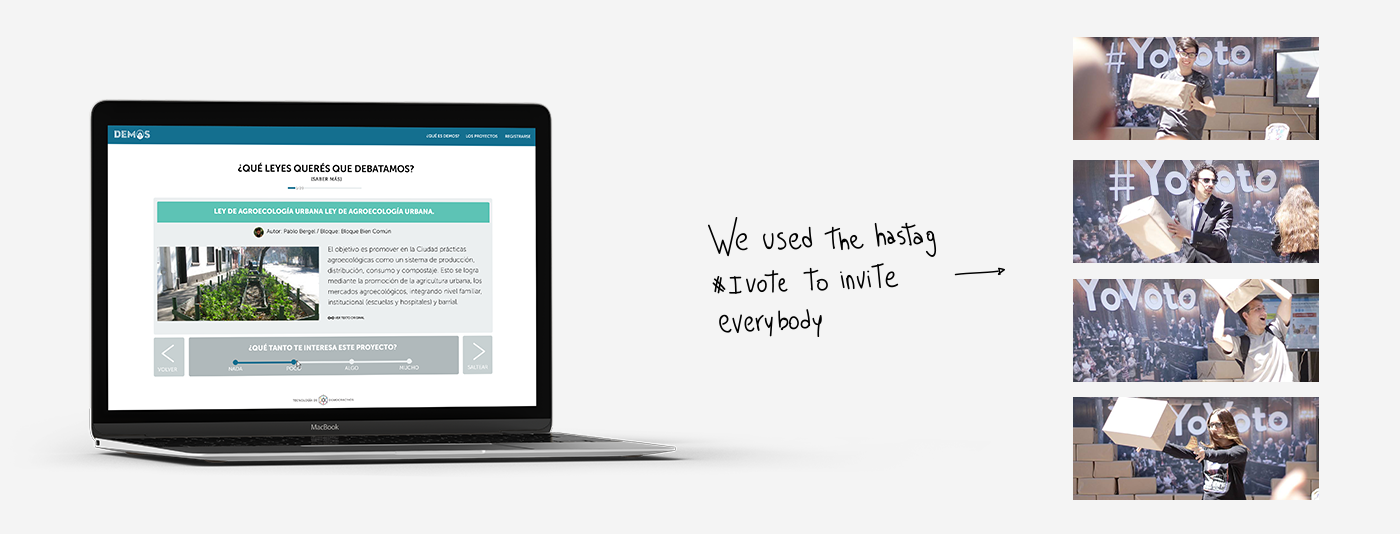 DEMOS
¿QUÉ ES DEMOS? LOS PROYECTOS REGISTRARSE
¿QUÉ LEYES QUERÉS QUE DEBATAMOS?
(SABER MÁS)
LEY DE AGROECOLOGÍA URBANA LEY DE AGROECOLOGÍA URBANA.
Autor: Pablo Bergel / Bloque: Bloque Bien Común
El objetivo es promover en la Ciudad prácticas
agroecológicas como un sistema de producción,
distribución, consumo y compostaje. Esto se logra
mediante la promoción de la agricultura urbana, los
mercados agroecológicos, integrando nivel familiar,
institucional (escuelas y hospitales) y barrial.
VER TEXTO ORIGINAL
VOLVER
¿QUÉ TANTO TE INTERESA ESTE PROYECTO?
NADA POCO ALGO MUCHO
SALTEAR
TECNOLOGÍA DE
MacBook
We used the hastag
#Ivote to invite
everybody
#YoVoto
#YoVoto
YoVoto
YoVoto